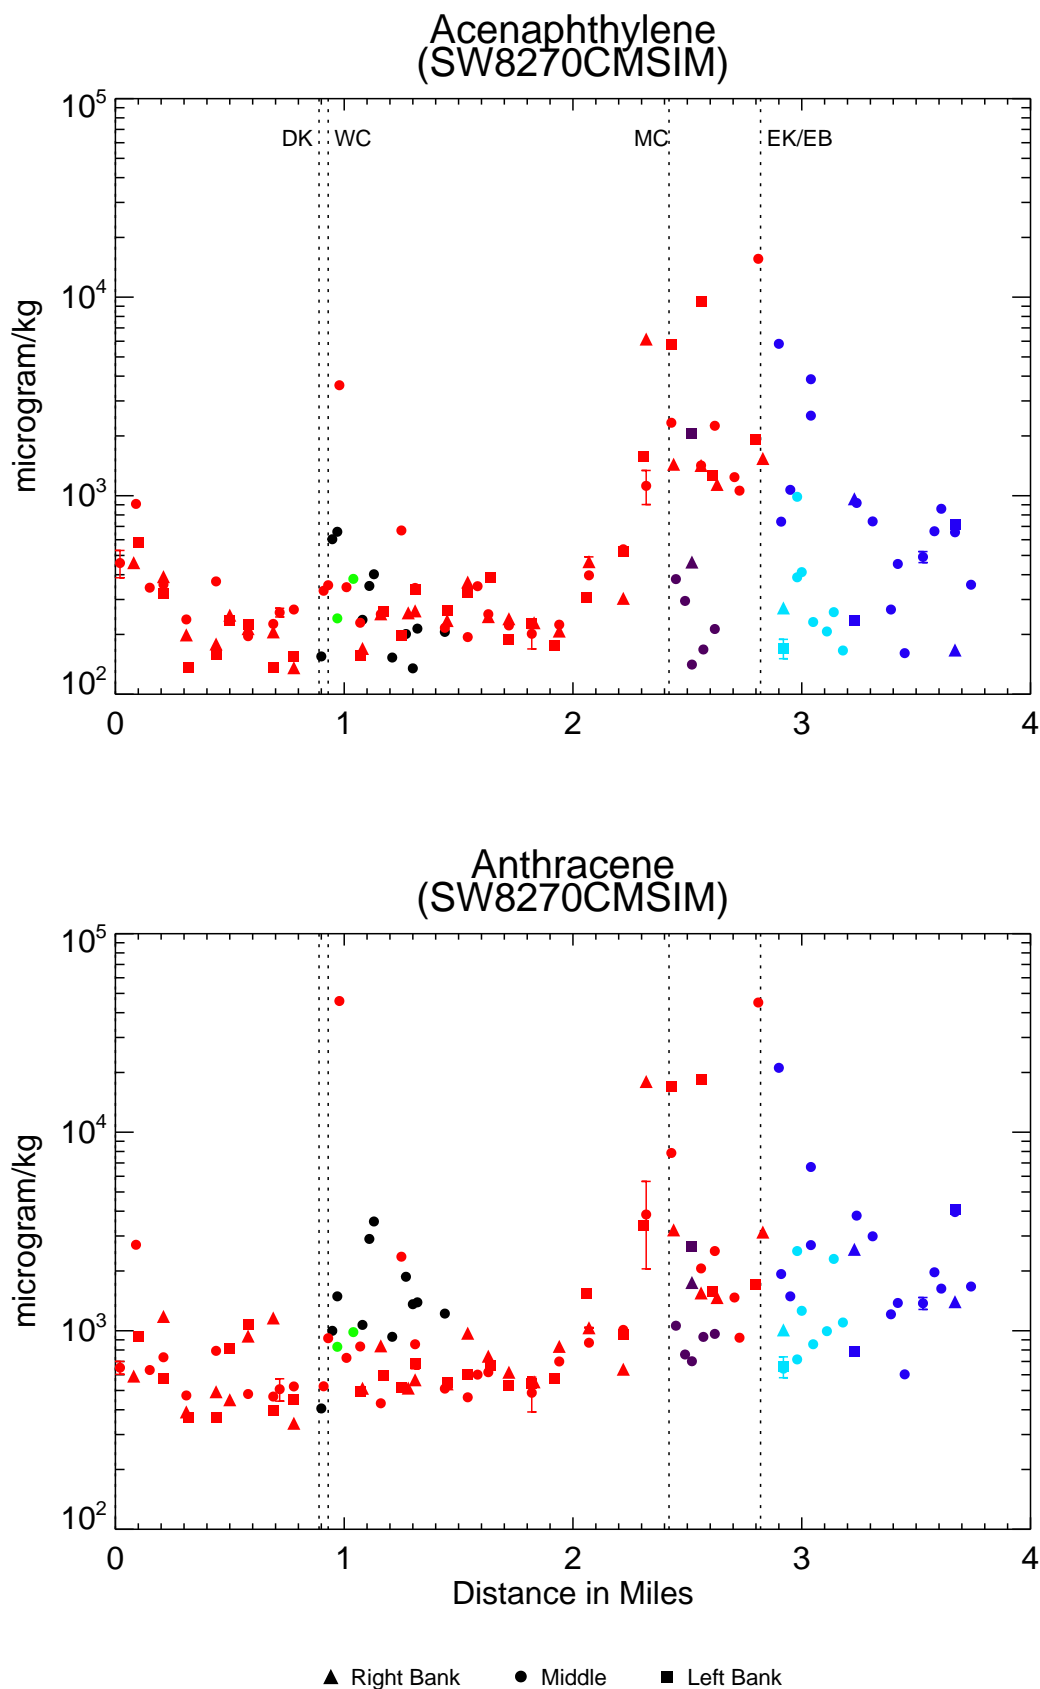 Acenaphthylene
(SW8270CMSIM)
10^5
DK WC MC EK/EB
10^4
microgram/kg
10^3
10^2
0 1 2 3 4
Anthracene
(SW8270CMSIM)
10^5
10^4
microgram/kg
10^3
10^2
0 1 2 3 4
Distance in Miles
Right Bank Middle Left Bank